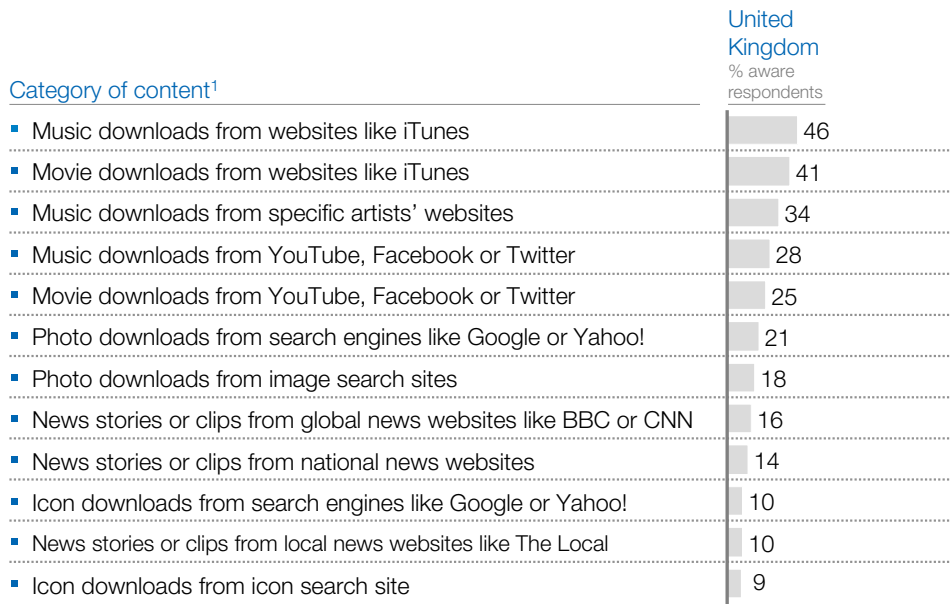 United
Kingdom
% aware
respondents
Category of content¹
▪ Music downloads from websites like iTunes 46
▪ Movie downloads from websites like iTunes 41
▪ Music downloads from specific artists’ websites 34
▪ Music downloads from YouTube, Facebook or Twitter 28
▪ Movie downloads from YouTube, Facebook or Twitter 25
▪ Photo downloads from search engines like Google or Yahoo! 21
▪ Photo downloads from image search sites 18
▪ News stories or clips from global news websites like BBC or CNN 16
▪ News stories or clips from national news websites 14
▪ Icon downloads from search engines like Google or Yahoo! 10
▪ News stories or clips from local news websites like The Local 10
▪ Icon downloads from icon search site 9